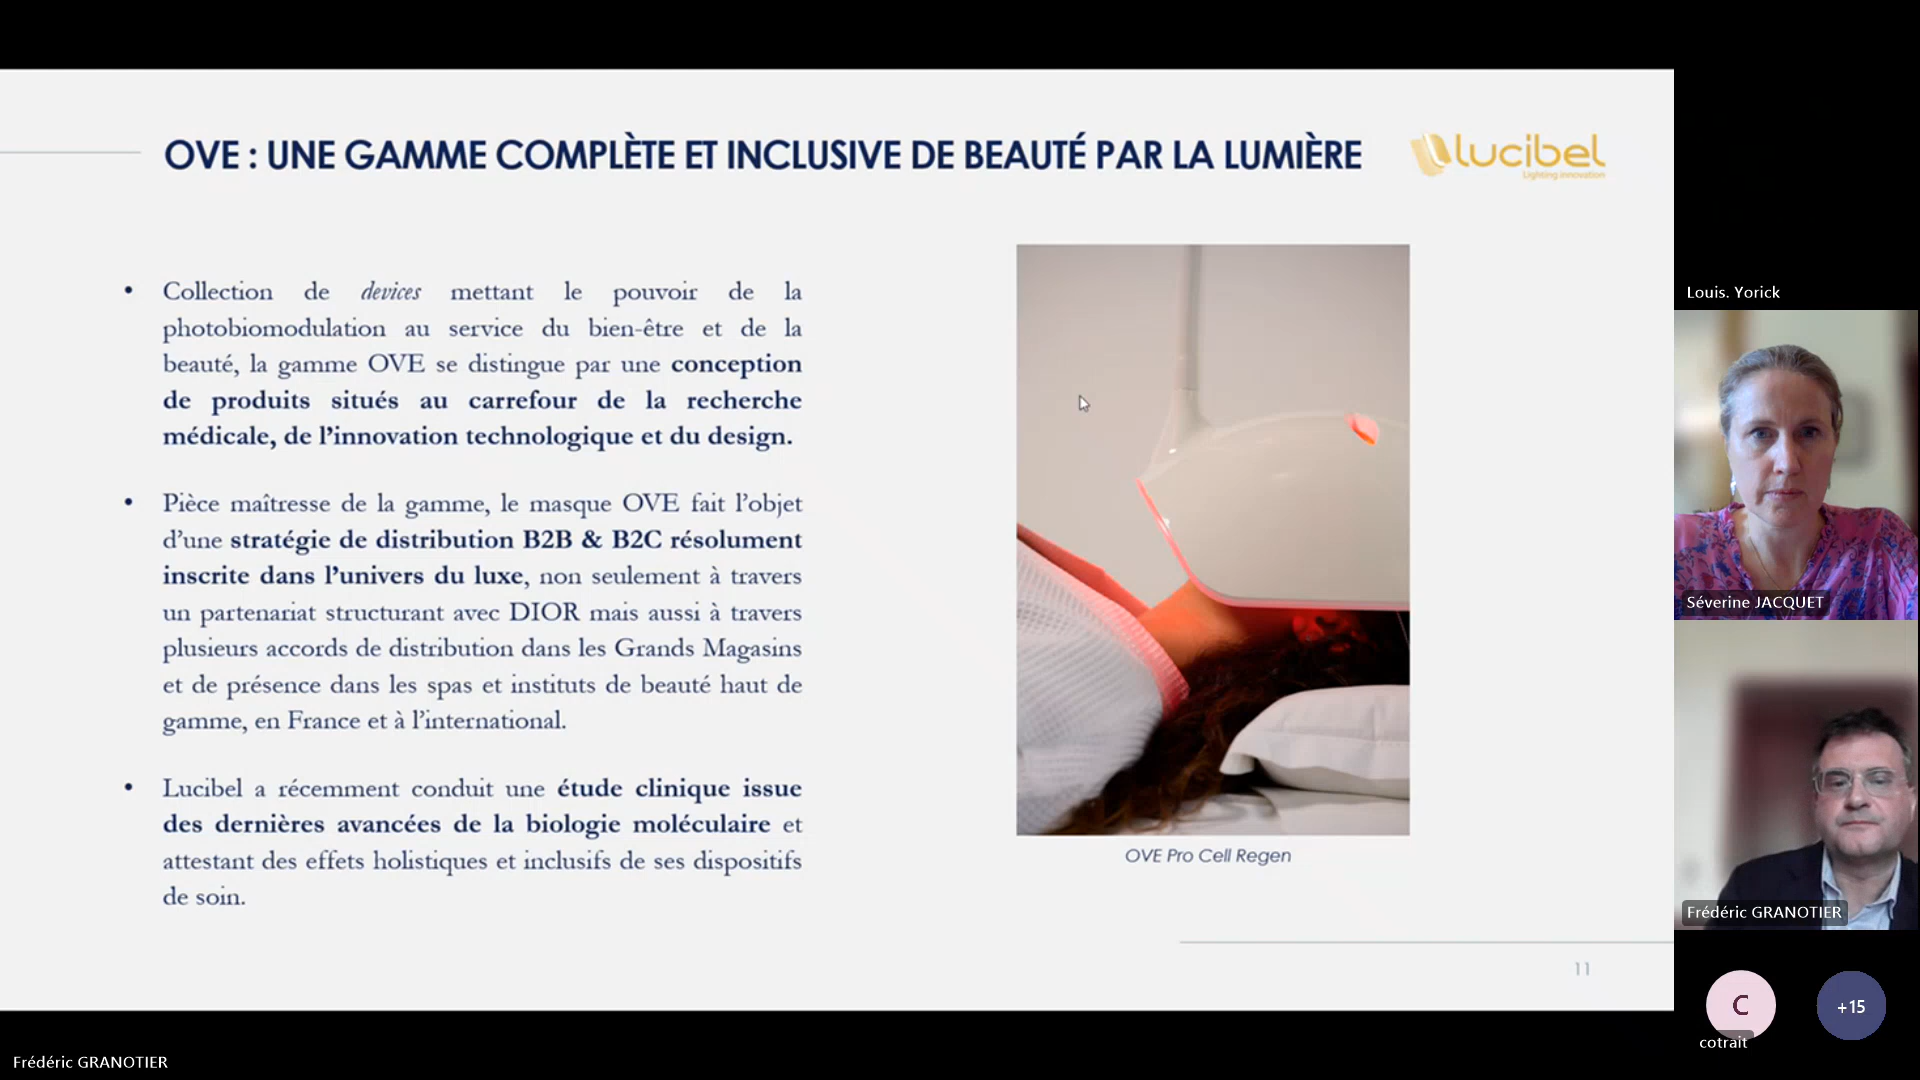 OVE : UNE GAMME COMPLÈTE ET INCLUSIVE DE BEAUTÉ PAR LA LUMIÈRE
lucibel
Lighting innovation
• Collection de devices mettant le pouvoir de la
photobiomodulation au service du bien-être et de la
beauté, la gamme OVE se distingue par une conception
de produits situés au carrefour de la recherche
médicale, de l’innovation technologique et du design.
• Pièce maîtresse de la gamme, le masque OVE fait l’objet
d’une stratégie de distribution B2B & B2C résolument
inscrite dans l’univers du luxe, non seulement à travers
un partenariat structurant avec DIOR mais aussi à travers
plusieurs accords de distribution dans les Grands Magasins
et de présence dans les spas et instituts de beauté haut de
gamme, en France et à l’international.
• Lucibel a récemment conduit une étude clinique issue
des dernières avancées de la biologie moléculaire et
attestant des effets holistiques et inclusifs de ses dispositifs
de soin.
OVE Pro Cell Regen
11
Louis. Yorick
Séverine JACQUET
Frédéric GRANOTIER
C
+15
cotrait
Frédéric GRANOTIER